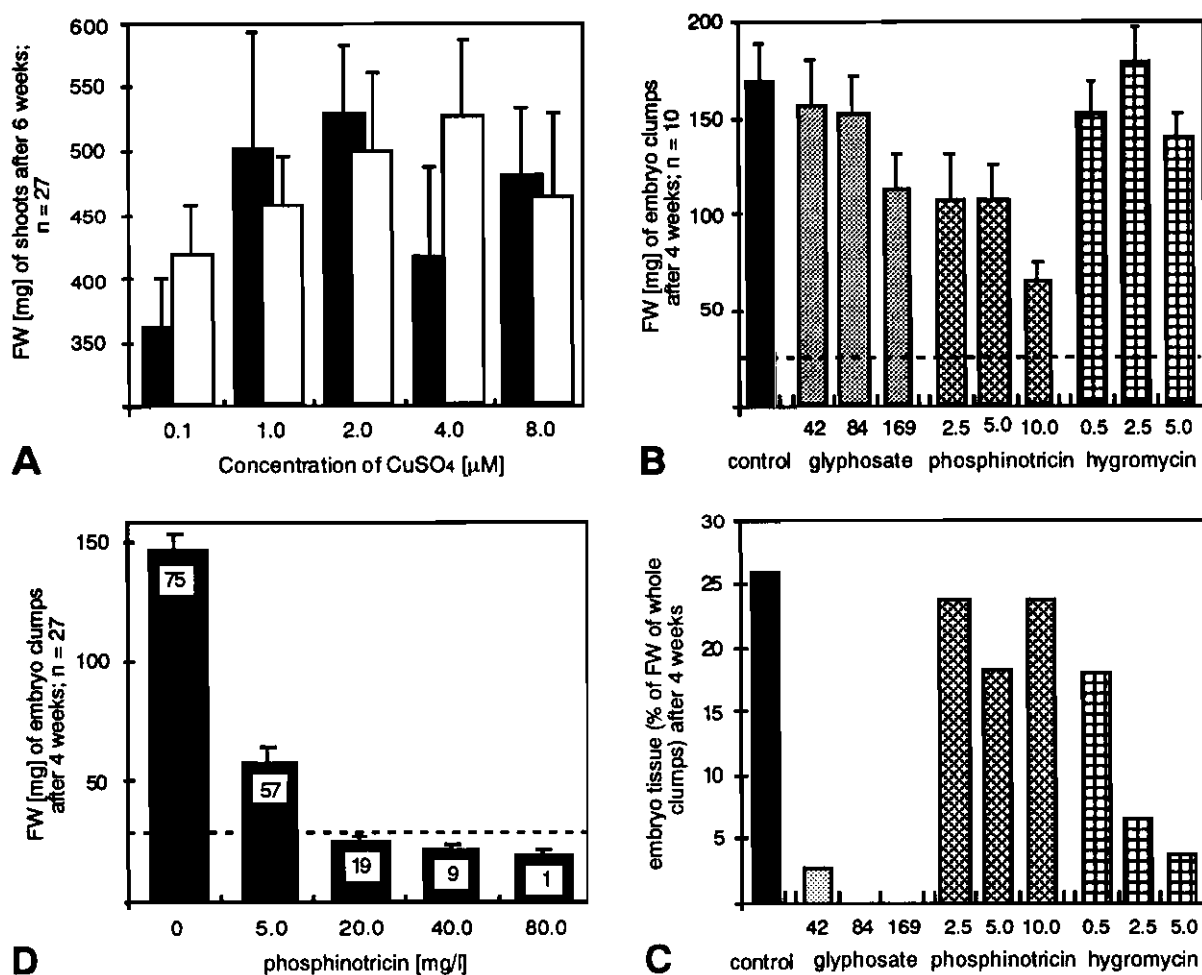 FW [mg] of shoots after 6 weeks;
n = 27
600
550
500
450
400
350
0.1 1.0 2.0 4.0 8.0
Concentration of CuSO4 [μM]
A
B
FW [mg] of embryo clumps
after 4 weeks; n = 10
200
150
100
50
0
42 84 169 2.5 5.0 10.0 0.5 2.5 5.0
control glyphosate phosphinotricin hygromycin
FW [mg] of embryo clumps
after 4 weeks; n = 27
150
100
50
0
75
57
19
9
1
0 5.0 20.0 40.0 80.0
phosphinotricin [mg/l]
D
embryo tissue (% of FW of whole
clumps) after 4 weeks
30
25
20
15
10
5
42 84 169 2.5 5.0 10.0 0.5 2.5 5.0
control glyphosate phosphinotricin hygromycin
C